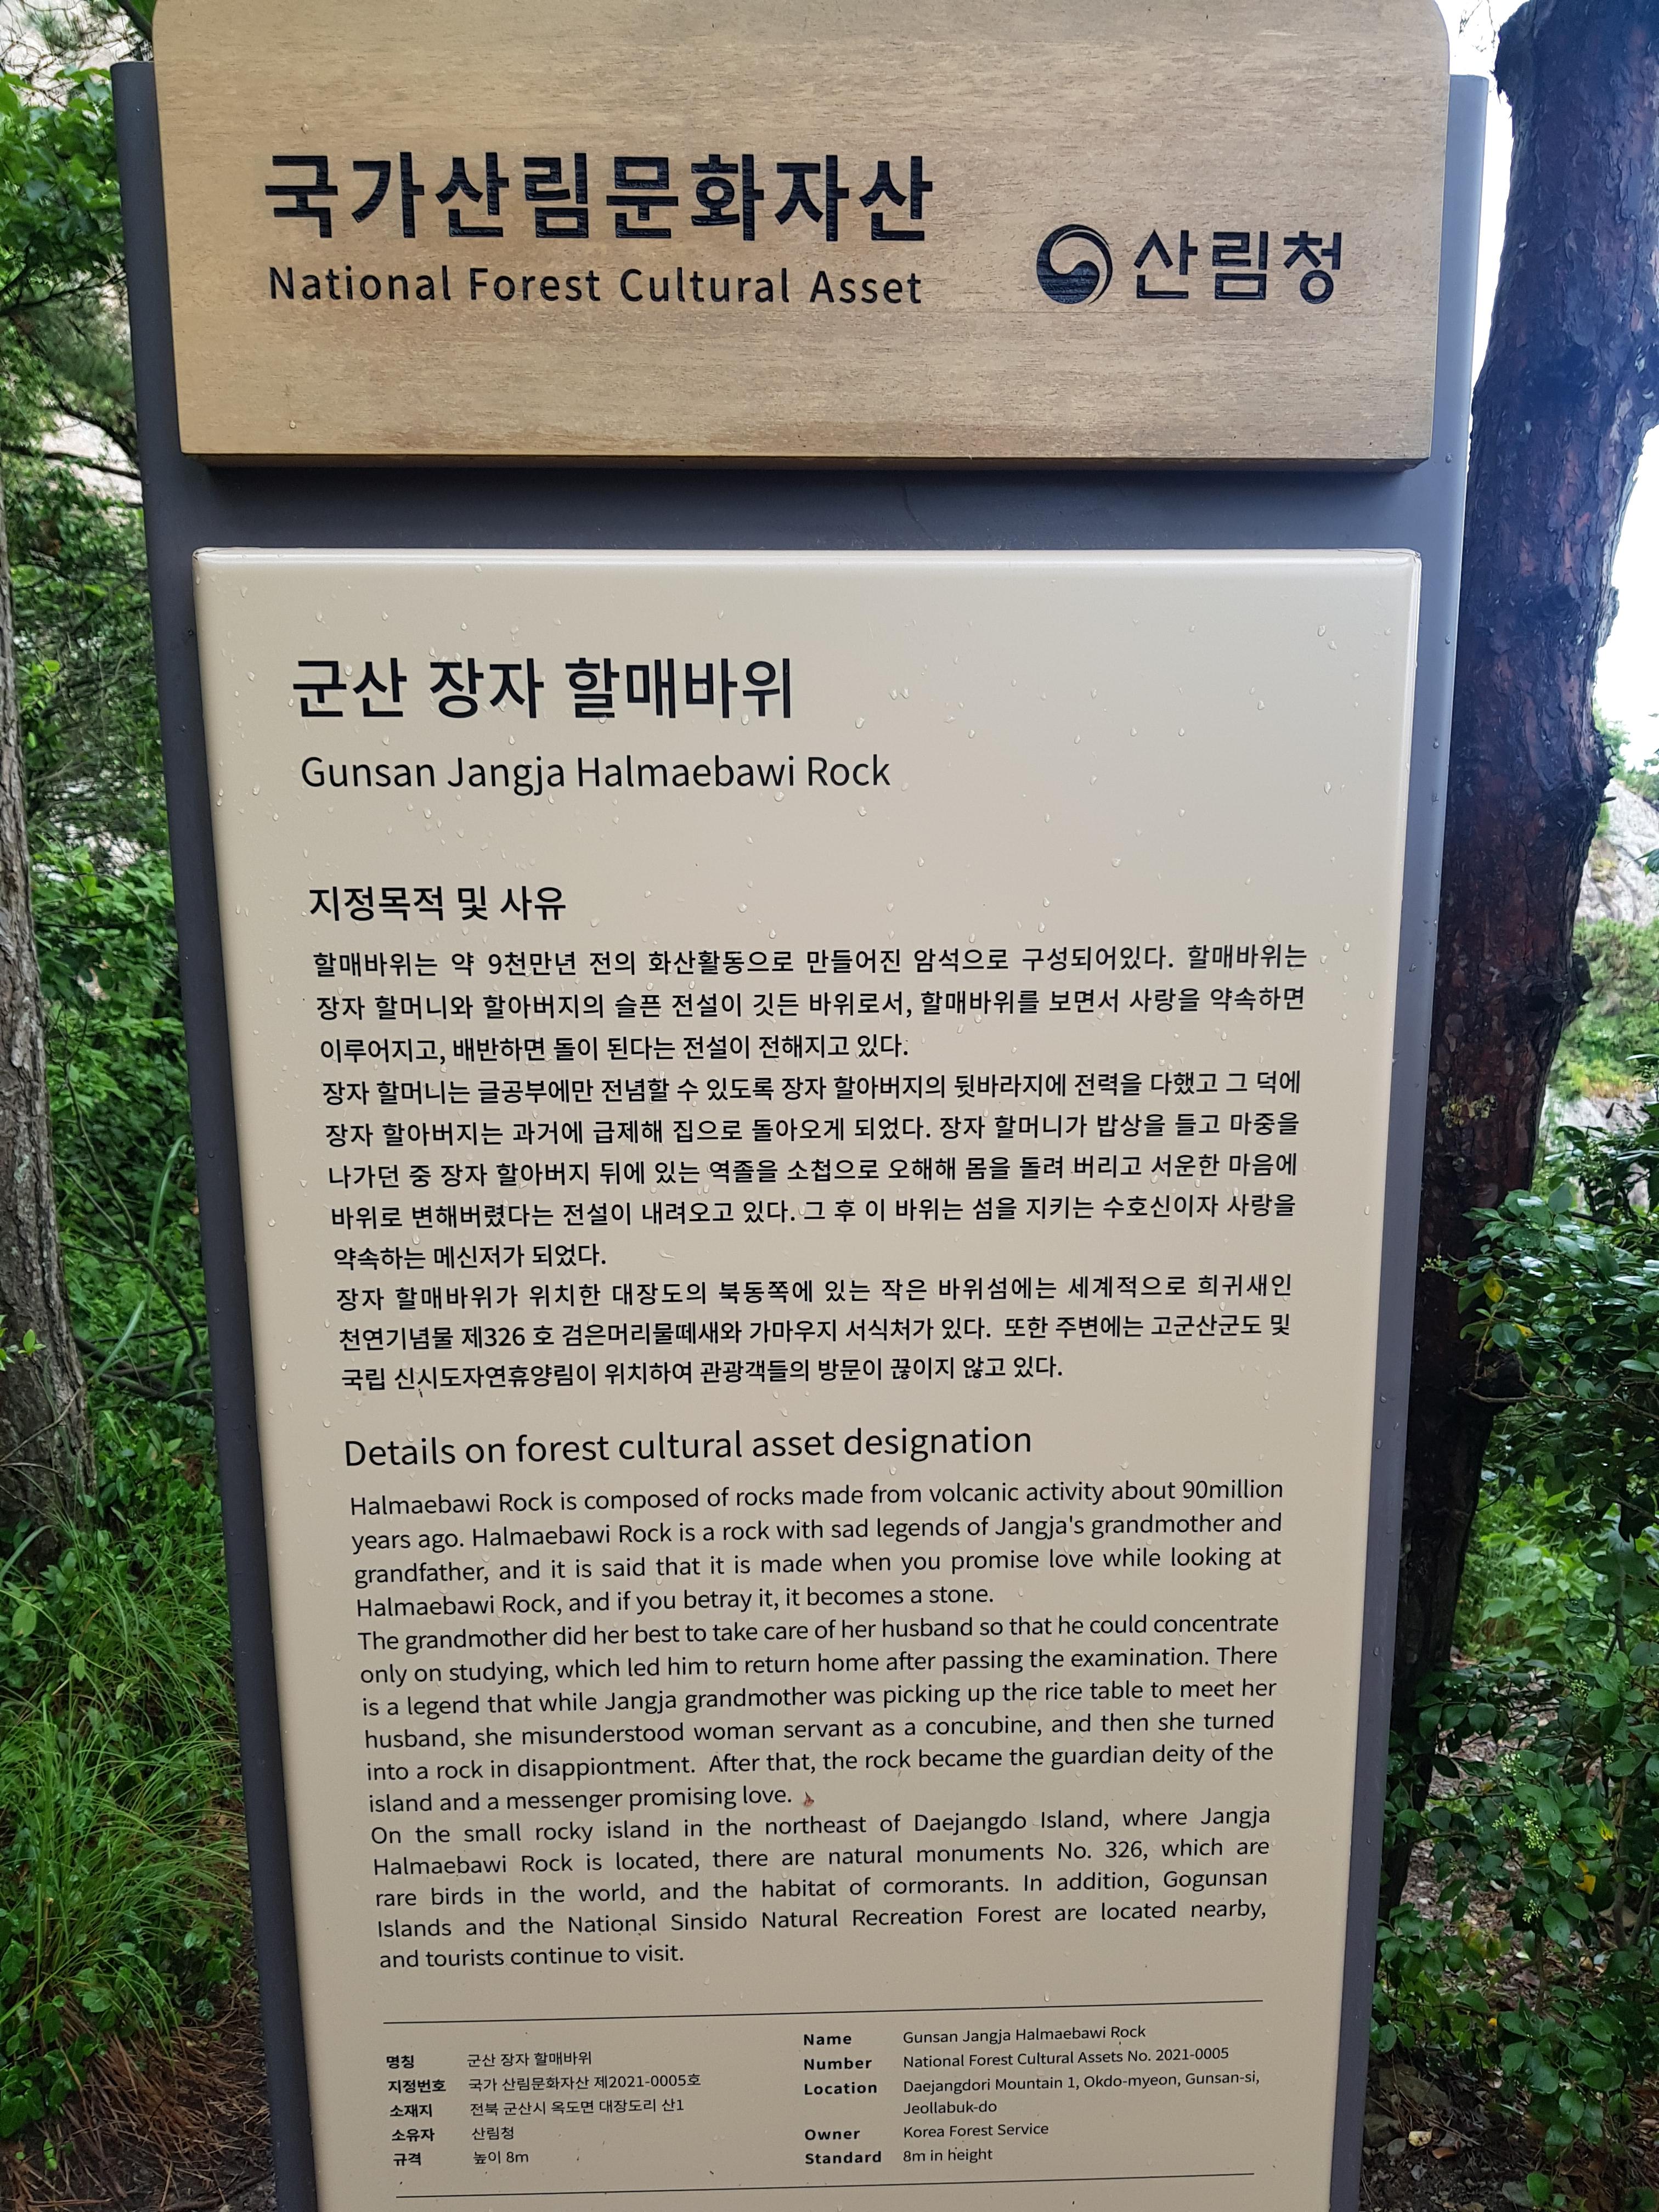 국가산림문화자산
National Forest Cultural Asset
산림청
군산 장자 할매바위
Gunsan Jangja Halmaebawi Rock
지정목적 및 사유
할매바위는 약 9천만년 전의 화산활동으로 만들어진 암석으로 구성되어있다. 할매바위는
장자 할머니와 할아버지의 슬픈 전설이 깃든 바위로서, 할매바위를 보면서 사랑을 약속하면
이루어지고, 배반하면 돌이 된다는 전설이 전해지고 있다.
장자 할머니는 글공부에만 전념할 수 있도록 장자 할아버지의 뒷바라지에 전력을 다했고 그 덕에
장자 할아버지는 과거에 급제해 집으로 돌아오게 되었다. 장자 할머니가 밥상을 들고 마중을
나가던 중 장자 할아버지 뒤에 있는 역졸을 소첩으로 오해해 몸을 돌려 버리고 서운한 마음에
바위로 변해버렸다는 전설이 내려오고 있다. 그 후 이 바위는 섬을 지키는 수호신이자 사랑을
약속하는 메신저가 되었다.
장자 할매바위가 위치한 대장도의 북동쪽에 있는 작은 바위섬에는 세계적으로 희귀새인
천연기념물 제326 호 검은머리물떼새와 가마우지 서식처가 있다. 또한 주변에는 고군산군도 및
국립 신시도자연휴양림이 위치하여 관광객들의 방문이 끊이지 않고 있다.
Details on forest cultural asset designation
Halmaebawi Rock is composed of rocks made from volcanic activity about 90million
years ago. Halmaebawi Rock is a rock with sad legends of Jangja's grandmother and
grandfather, and it is said that it is made when you promise love while looking at
Halmaebawi Rock, and if you betray it, it becomes a stone.
The grandmother did her best to take care of her husband so that he could concentrate
only on studying, which led him to return home after passing the examination. There
is a legend that while Jangja grandmother was picking up the rice table to meet her
husband, she misunderstood woman servant as a concubine, and then she turned
into a rock in disappiontment. After that, the rock became the guardian deity of the
island and a messenger promising love.
On the small rocky island in the northeast of Daejangdo Island, where Jangja
Halmaebawi Rock is located, there are natural monuments No. 326, which are
rare birds in the world, and the habitat of cormorants. In addition, Gogunsan
Islands and the National Sinsido Natural Recreation Forest are located nearby,
and tourists continue to visit.
명칭 군산 장자 할매바위
지정번호 국가 산림문화자산 제2021-0005호
소재지 전북 군산시 옥도면 대장도리 산1
소유자 산림청
규격 높이 8m
Name Gunsan Jangja Halmaebawi Rock
Number National Forest Cultural Assets No. 2021-0005
Location Daejangdori Mountain 1, Okdo-myeon, Gunsan-si,
Jeollabuk-do
Owner Korea Forest Service
Standard 8m in height